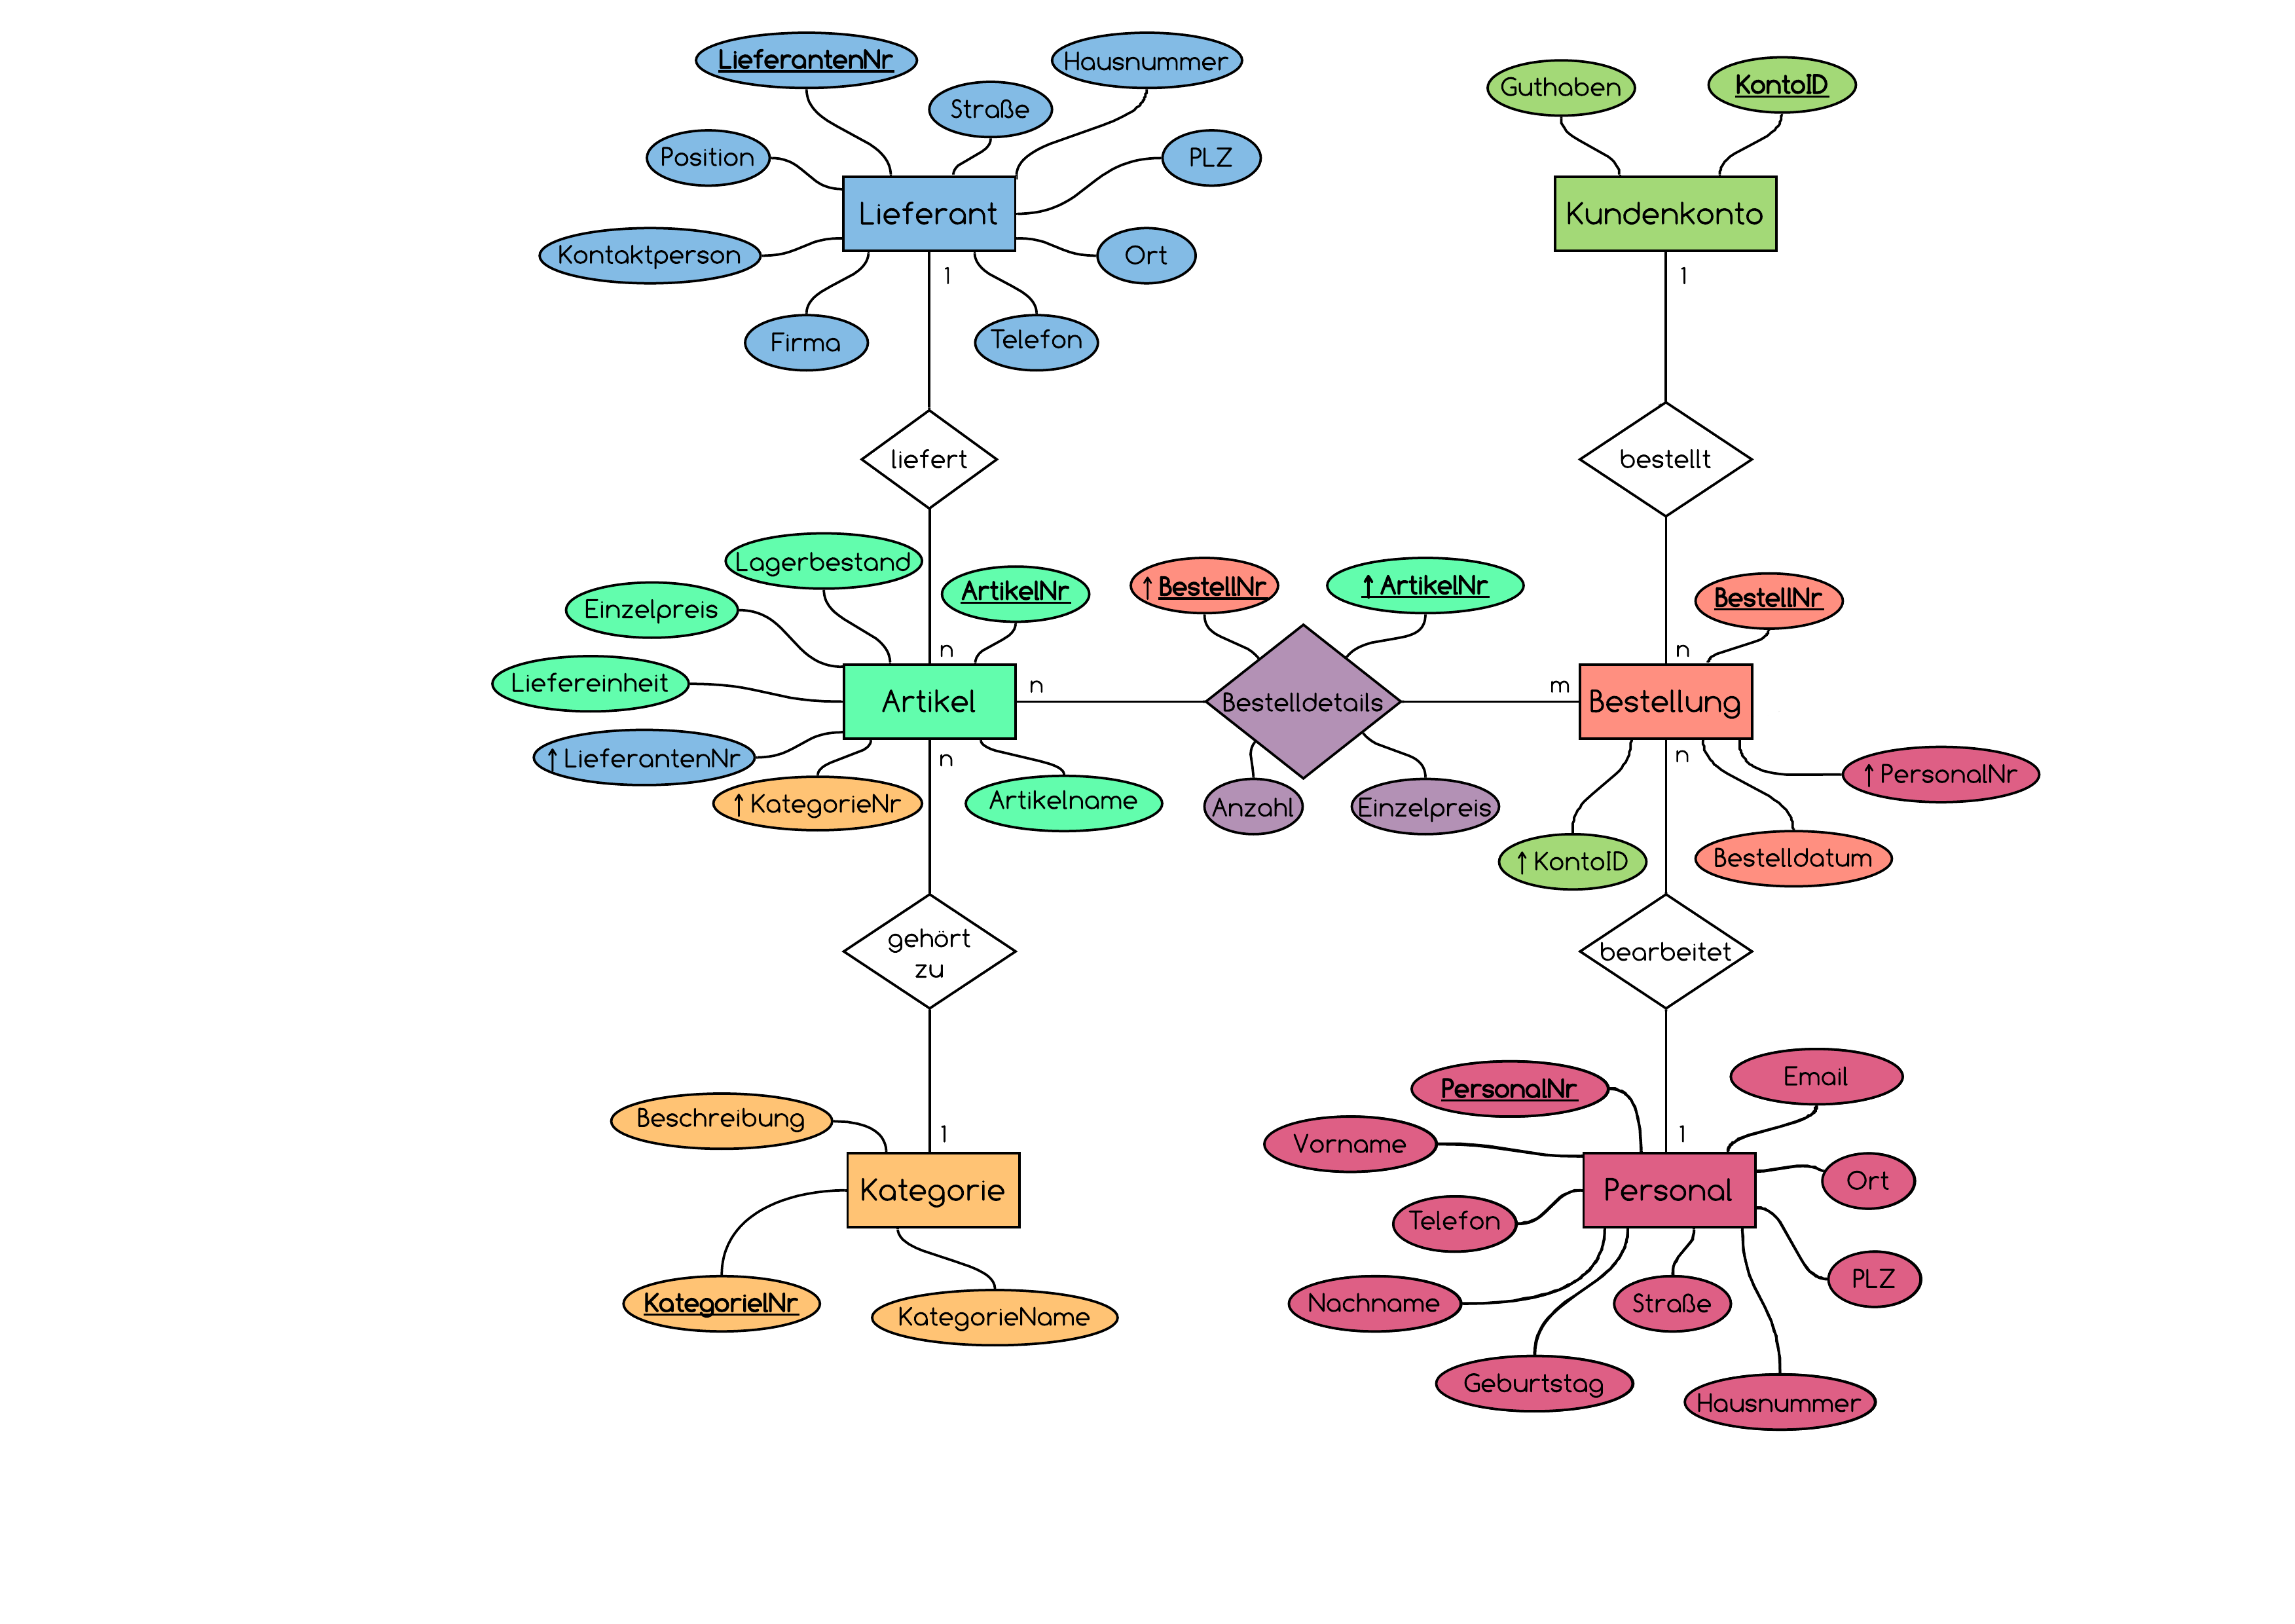 LieferantenNr
Hausnummer
Guthaben
KontoID
Straße
Position
PLZ
Lieferant
Kundenkonto
Kontaktperson
Ort
1
1
Firma
Telefon
liefert
bestellt
Lagerbestand
ArtikelNr
↑ BestellNr
↑ ArtikelNr
BestellNr
Einzelpreis
n
n
Liefereinheit
Artikel
n
Bestelldetails
m
Bestellung
↑ LieferantenNr
n
n
↑ PersonalNr
↑ KategorieNr
Artikelname
Anzahl
Einzelpreis
↑ KontoID
Bestelldatum
gehört
zu
bearbeitet
PersonalNr
Email
Beschreibung
1
1
Vorname
Kategorie
Personal
Ort
Telefon
PLZ
KategorielNr
KategorieName
Nachname
Straße
Geburtstag
Hausnummer